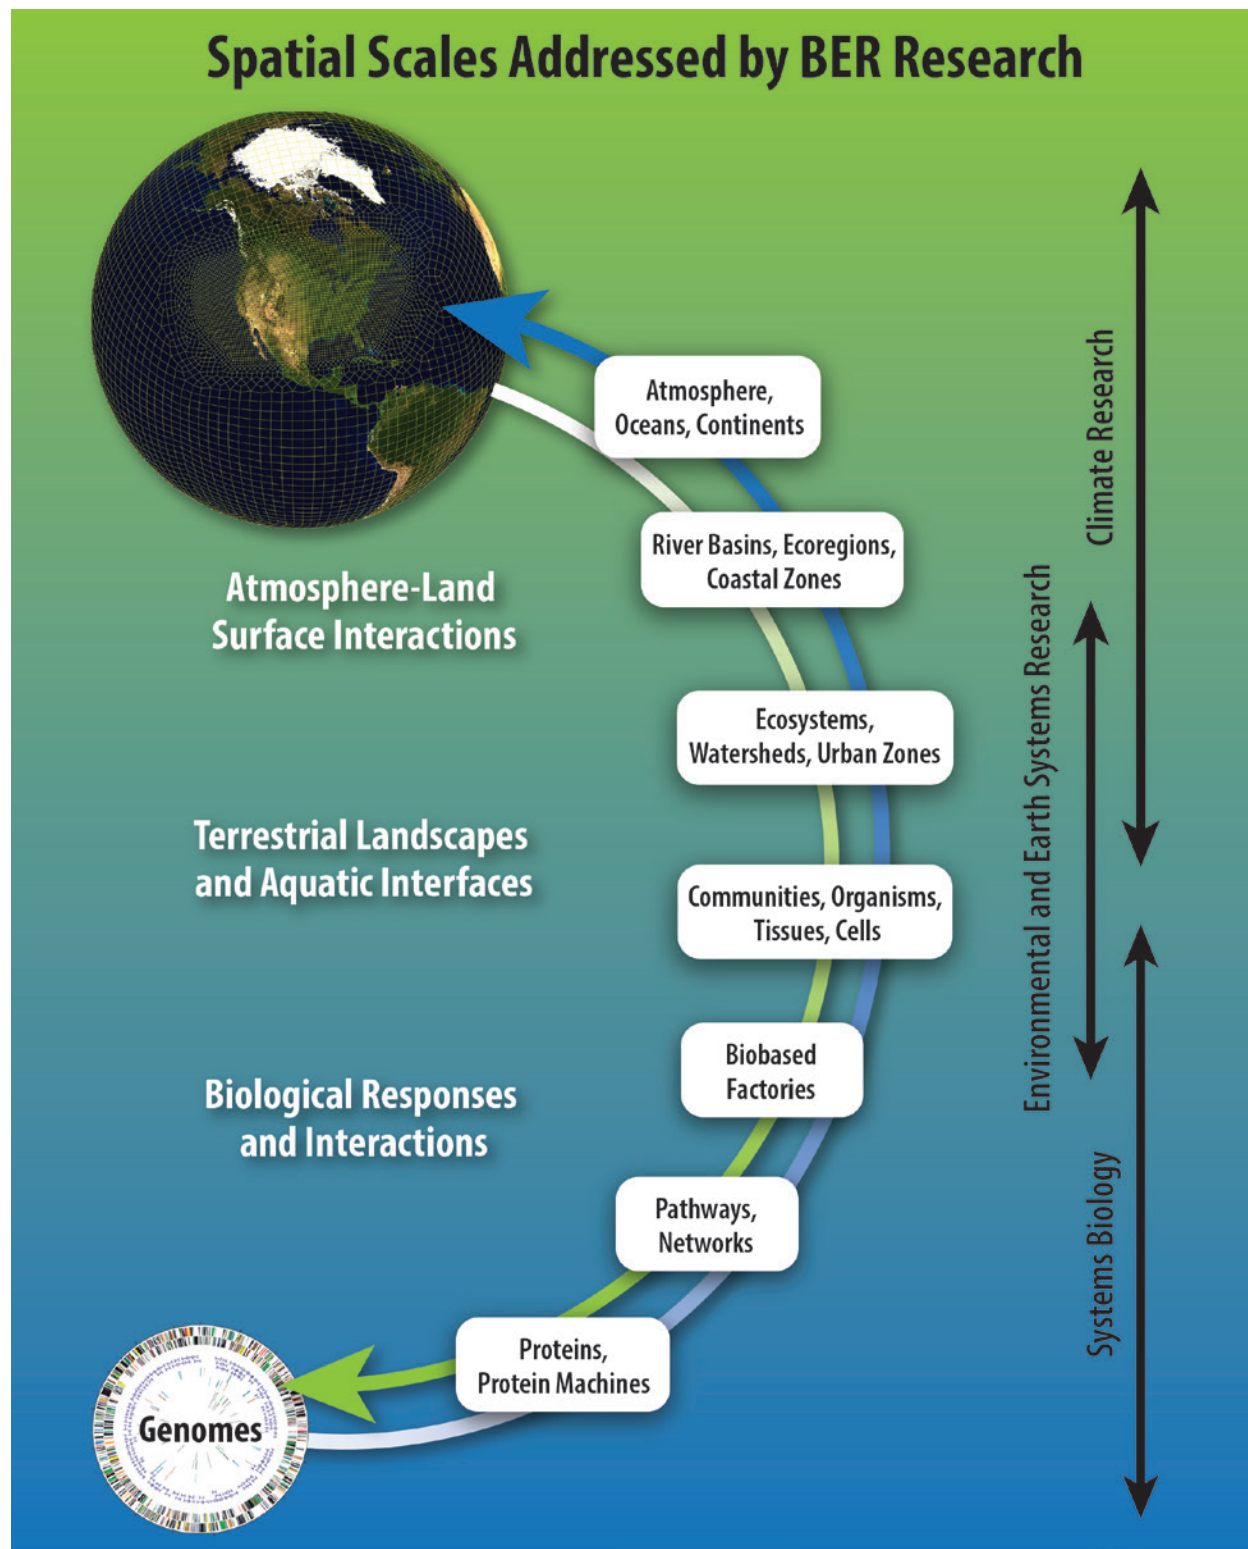 Spatial Scales Addressed by BER Research
Atmosphere,
Oceans, Continents
River Basins, Ecoregions,
Coastal Zones
Atmosphere-Land
Surface Interactions
Ecosystems,
Watersheds, Urban Zones
Terrestrial Landscapes
and Aquatic Interfaces
Communities, Organisms,
Tissues, Cells
Biobased
Factories
Biological Responses
and Interactions
Pathways,
Networks
Proteins,
Protein Machines
Genomes
Climate Research
Environmental and Earth Systems Research
Systems Biology